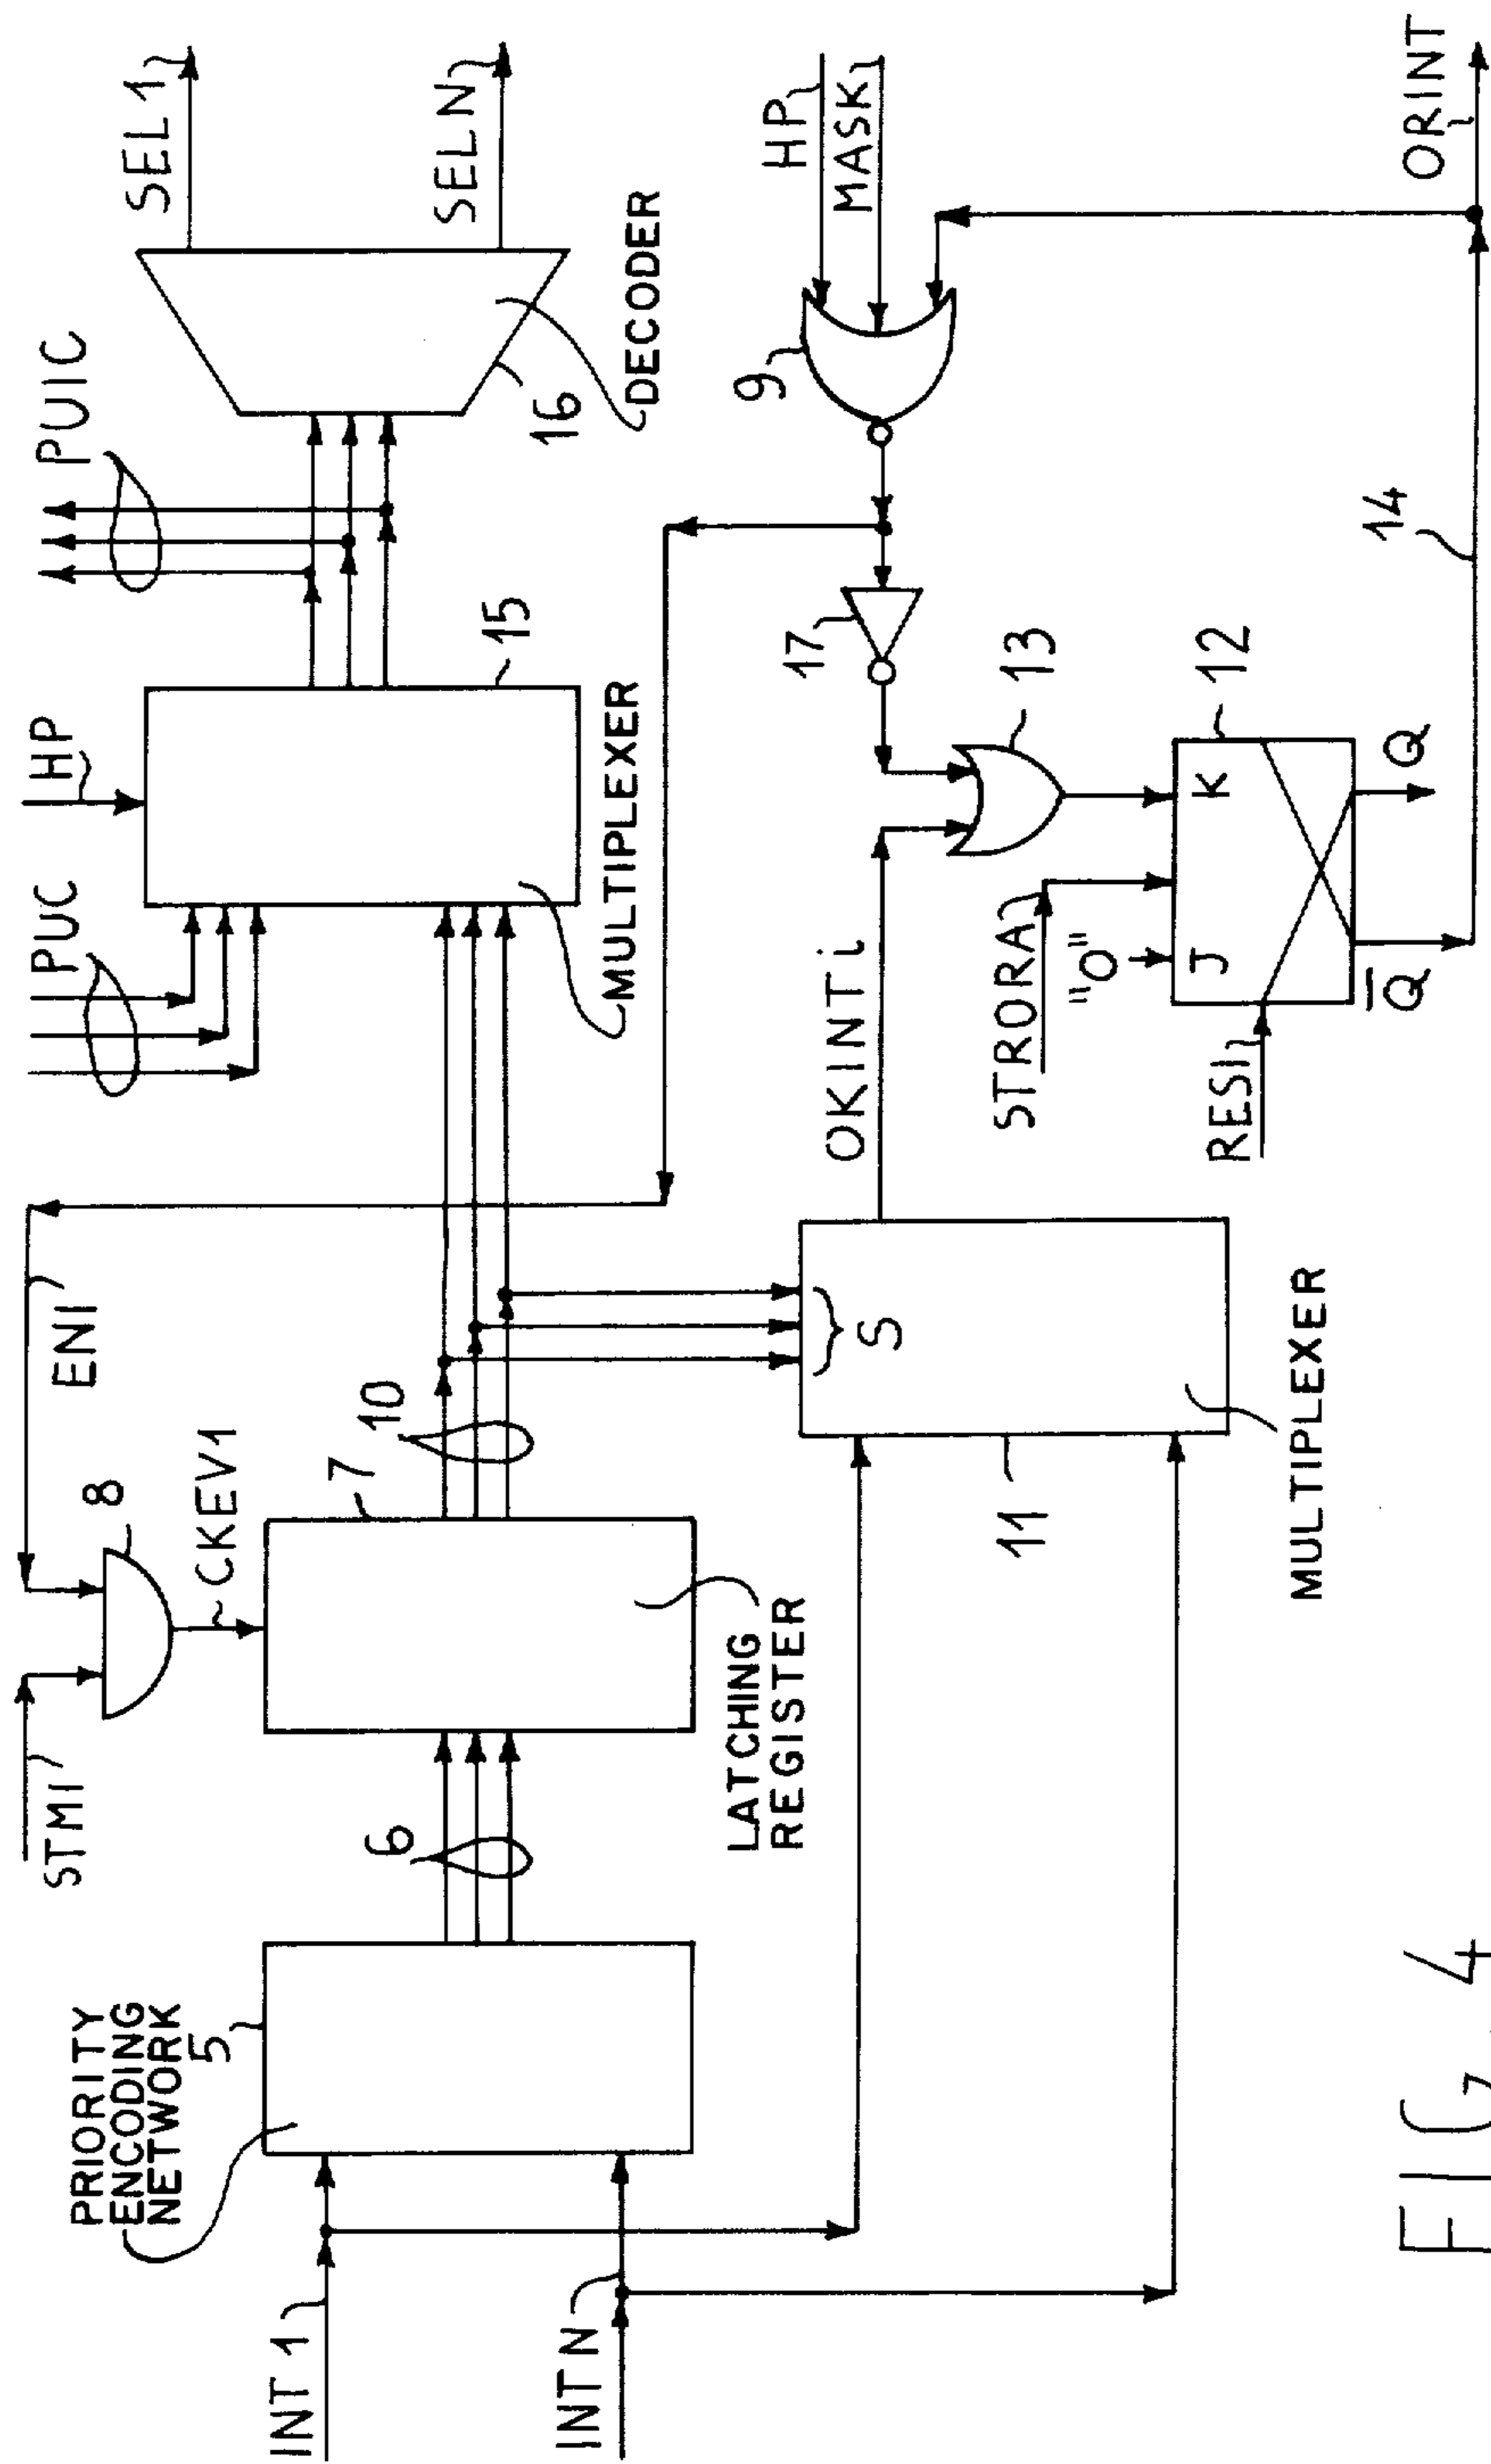 INT 1
INT N
PRIORITY
ENCODING
NETWORK
5
6
STMI
8
ENI
CKEV1
7
LATCHING
REGISTER
10
S
11
MULTIPLEXER
PUC
HP
15
MULTIPLEXER
PUIC
SEL 1
SEL N
16
DECODER
HP
MASK
9
17
OKINTi
13
STRORA
"0"
RESI
J
K
12
Q
Q
14
ORINT
FIG. 4